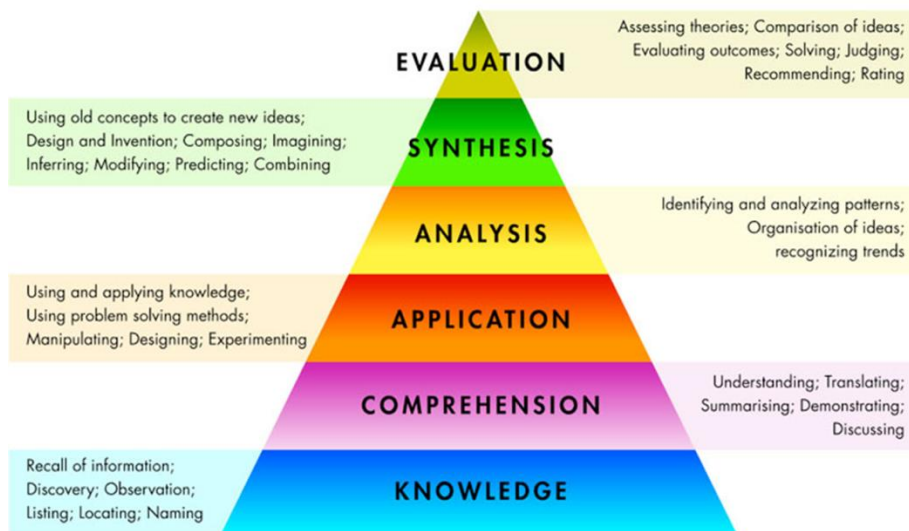 EVALUATION
Assessing theories; Comparison of ideas;
Evaluating outcomes; Solving; Judging;
Recommending; Rating
Using old concepts to create new ideas;
Design and Invention; Composing; Imagining;
Inferring; Modifying; Predicting; Combining
SYNTHESIS
ANALYSIS
Identifying and analyzing patterns;
Organisation of ideas;
recognizing trends
Using and applying knowledge;
Using problem solving methods;
Manipulating; Designing; Experimenting
APPLICATION
COMPREHENSION
Understanding; Translating;
Summarising; Demonstrating;
Discussing
Recall of information;
Discovery; Observation;
Listing; Locating; Naming
KNOWLEDGE